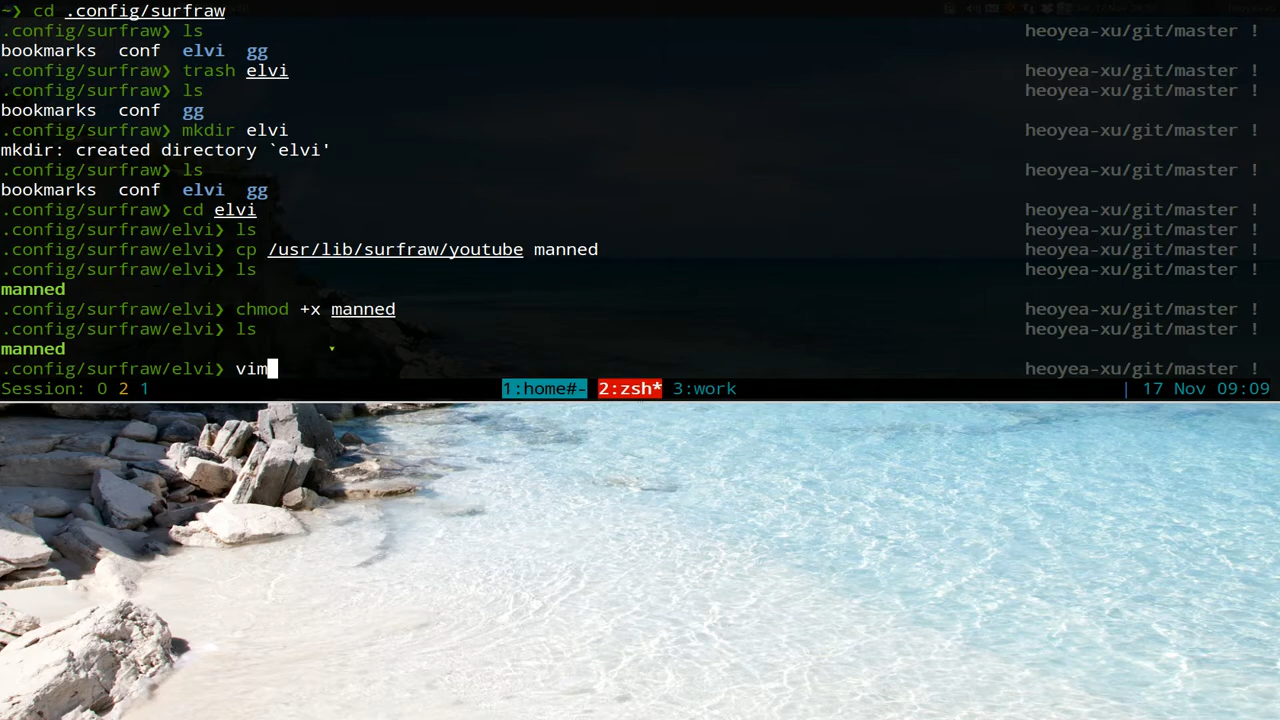 ~❯ cd .config/surfraw
.config/surfraw❯ ls heoyea-xu/git/master !
bookmarks conf elvi gg
.config/surfraw❯ trash elvi heoyea-xu/git/master !
.config/surfraw❯ ls heoyea-xu/git/master !
bookmarks conf gg
.config/surfraw❯ mkdir elvi heoyea-xu/git/master !
mkdir: created directory `elvi'
.config/surfraw❯ ls heoyea-xu/git/master !
bookmarks conf elvi gg
.config/surfraw❯ cd elvi heoyea-xu/git/master !
.config/surfraw/elvi❯ ls heoyea-xu/git/master !
.config/surfraw/elvi❯ cp /usr/lib/surfraw/youtube manned heoyea-xu/git/master !
.config/surfraw/elvi❯ ls heoyea-xu/git/master !
manned
.config/surfraw/elvi❯ chmod +x manned heoyea-xu/git/master !
.config/surfraw/elvi❯ ls heoyea-xu/git/master !
manned
.config/surfraw/elvi❯ vim heoyea-xu/git/master !
Session: 0 2 1 1:home#- 2:zsh* 3:work | 17 Nov 09:09